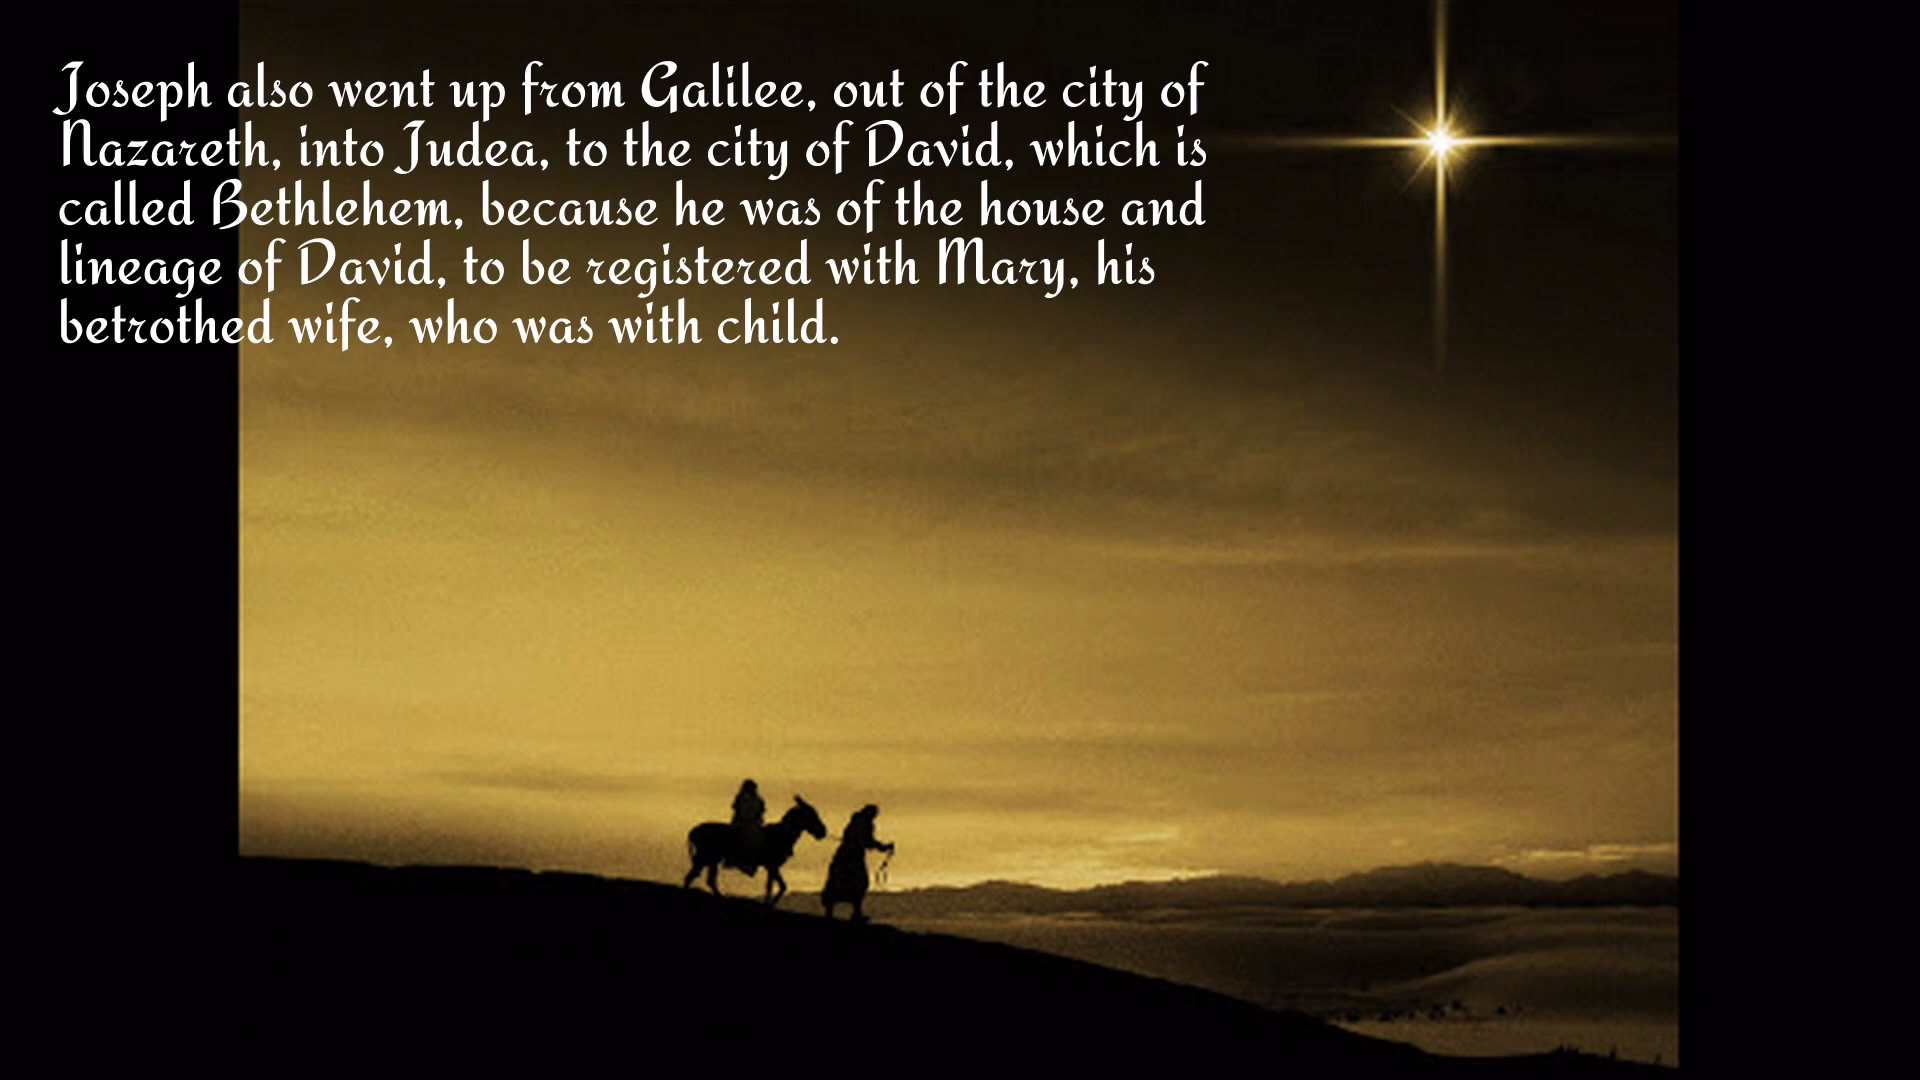 Joseph also went up from Galilee, out of the city of
Nazareth, into Judea, to the city of David, which is
called Bethlehem, because he was of the house and
lineage of David, to be registered with Mary, his
betrothed wife, who was with child.